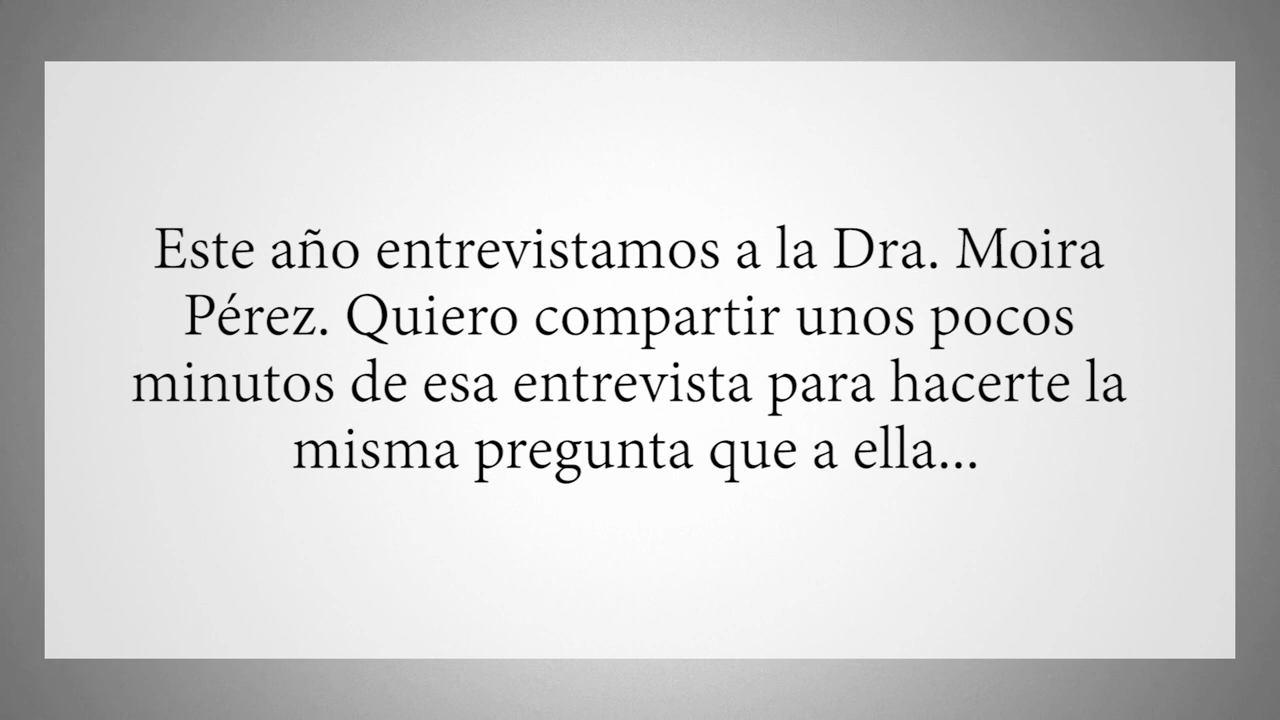 Este año entrevistamos a la Dra. Moira
Pérez. Quiero compartir unos pocos
minutos de esa entrevista para hacerte la
misma pregunta que a ella...